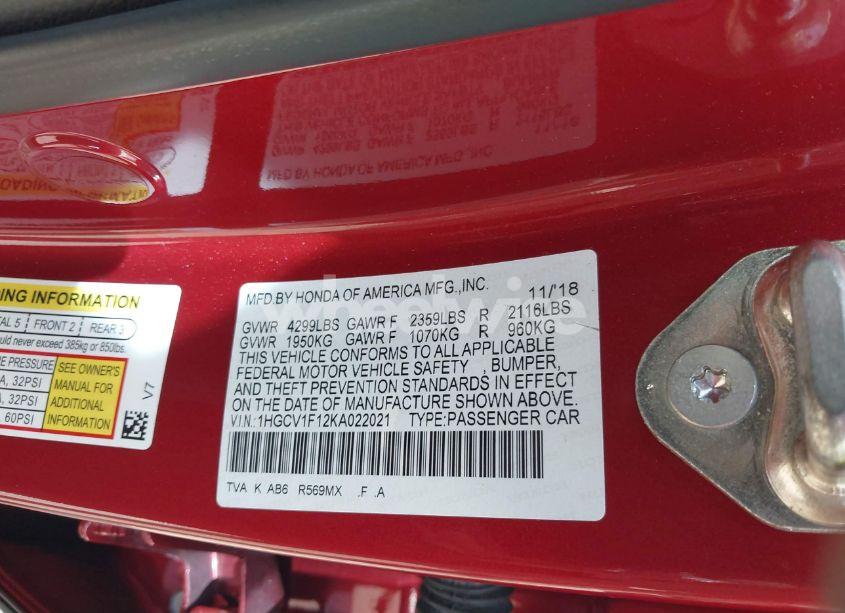 MFD.BY HONDA OF AMERICA MFG.,INC. 11/'18
GVWR 4299LBS GAWR F 2359LBS R 2116LBS
GVWR 1950KG GAWR F 1070KG R 960KG
THIS VEHICLE CONFORMS TO ALL APPLICABLE
FEDERAL MOTOR VEHICLE SAFETY , BUMPER,
AND THEFT PREVENTION STANDARDS IN EFFECT
ON THE DATE OF MANUFACTURE SHOWN ABOVE.
V.I.N.:1HGCV1F12KA022021 TYPE:PASSENGER CAR
TVA K AB6 R569MX .F .A
ING INFORMATION
TAL 5 FRONT 2 REAR 3
ould never exceed 385kg or 850lbs.
RE PRESSURE
A, 32PSI
A, 32PSI
60PSI
SEE OWNER'S
MANUAL FOR
ADDITIONAL
INFORMATION
V7
wheelwire